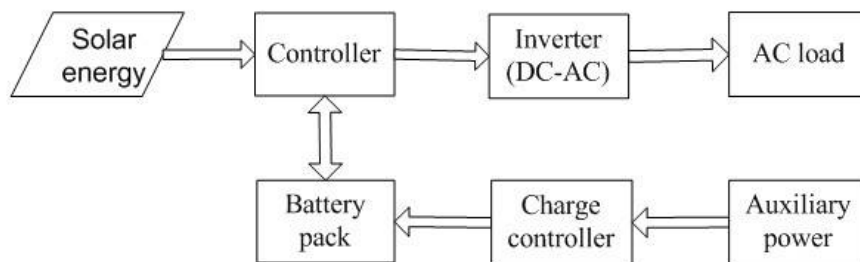 Solar
energy
Controller
Inverter
(DC-AC)
AC load
Battery
pack
Charge
controller
Auxiliary
power